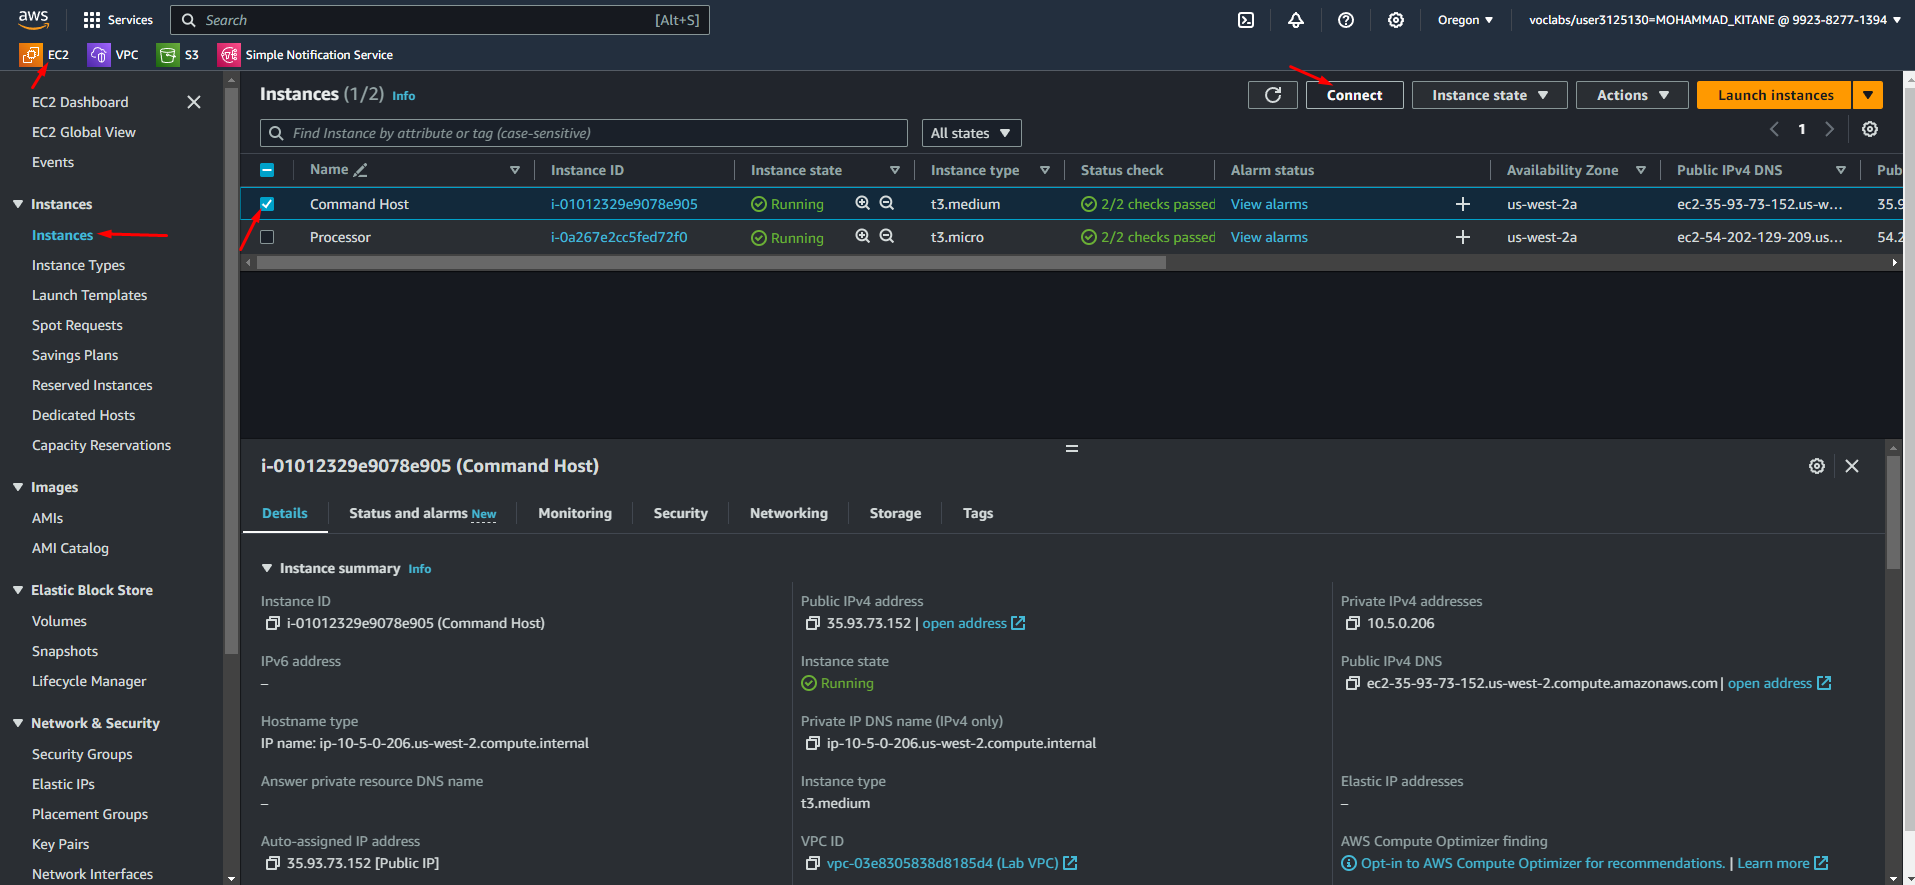 aws
Services
Search
[Alt+S]
Oregon
voclabs/user3125130=MOHAMMAD_KITANE @ 9923-8277-1394
EC2
VPC
S3
Simple Notification Service
EC2 Dashboard
EC2 Global View
Events
Instances
Instances
Instance Types
Launch Templates
Spot Requests
Savings Plans
Reserved Instances
Dedicated Hosts
Capacity Reservations
Images
AMIs
AMI Catalog
Elastic Block Store
Volumes
Snapshots
Lifecycle Manager
Network & Security
Security Groups
Elastic IPs
Placement Groups
Key Pairs
Network Interfaces
Instances (1/2) Info
Connect
Instance state
Actions
Launch instances
Find Instance by attribute or tag (case-sensitive)
All states
1
Name Instance ID Instance state Instance type Status check Alarm status Availability Zone Public IPv4 DNS Pub
Command Host i-01012329e9078e905 Running t3.medium 2/2 checks passed View alarms us-west-2a ec2-35-93-73-152.us-w... 35.9
Processor i-0a267e2cc5fed72f0 Running t3.micro 2/2 checks passed View alarms us-west-2a ec2-54-202-129-209.us... 54.2
i-01012329e9078e905 (Command Host)
Details
Status and alarms New
Monitoring
Security
Networking
Storage
Tags
Instance summary Info
Instance ID
i-01012329e9078e905 (Command Host)
Public IPv4 address
35.93.73.152 | open address
Private IPv4 addresses
10.5.0.206
IPv6 address
–
Instance state
Running
Public IPv4 DNS
ec2-35-93-73-152.us-west-2.compute.amazonaws.com | open address
Hostname type
IP name: ip-10-5-0-206.us-west-2.compute.internal
Private IP DNS name (IPv4 only)
ip-10-5-0-206.us-west-2.compute.internal
Answer private resource DNS name
–
Instance type
t3.medium
Elastic IP addresses
–
Auto-assigned IP address
35.93.73.152 [Public IP]
VPC ID
vpc-03e8305838d8185d4 (Lab VPC)
AWS Compute Optimizer finding
Opt-in to AWS Compute Optimizer for recommendations. | Learn more